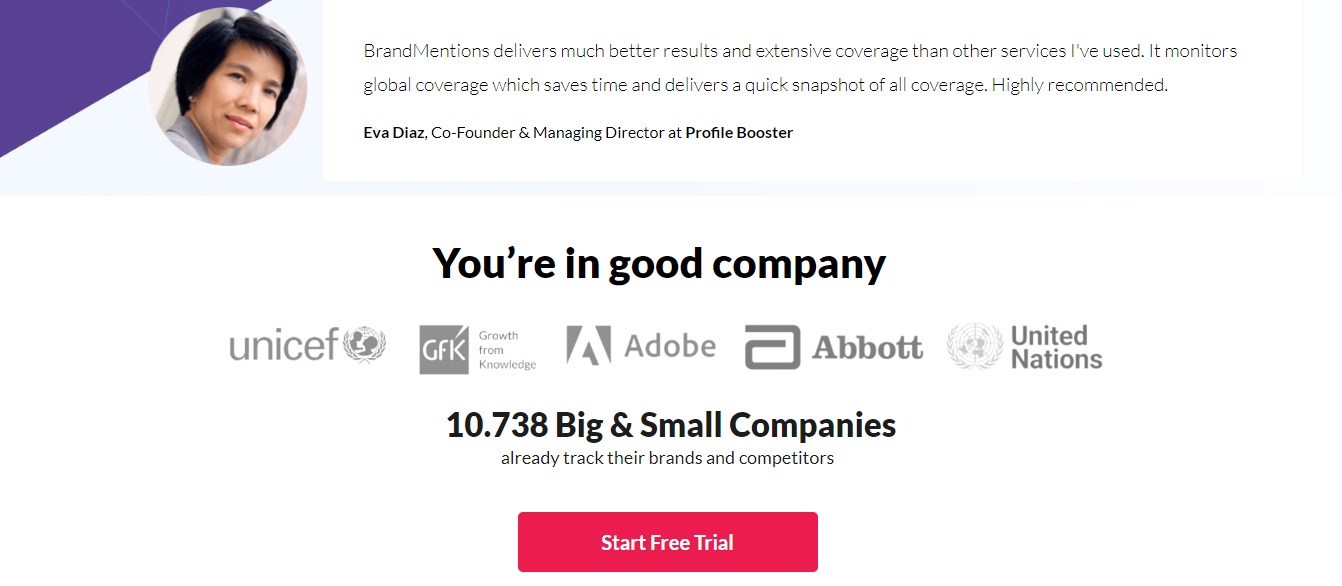 BrandMentions delivers much better results and extensive coverage than other services I've used. It monitors
global coverage which saves time and delivers a quick snapshot of all coverage. Highly recommended.
Eva Diaz, Co-Founder & Managing Director at Profile Booster
You’re in good company
unicef
GfK
Growth
from
Knowledge
Adobe
Abbott
United
Nations
10.738 Big & Small Companies
already track their brands and competitors
Start Free Trial